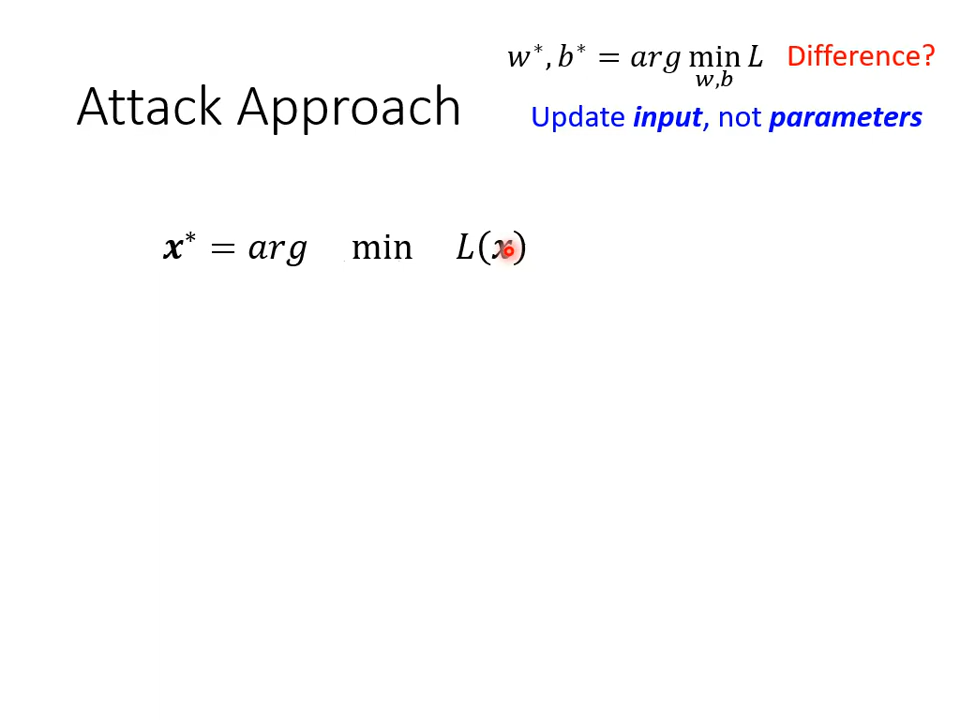 w*, b* = arg min L Difference?
w,b
Attack Approach
Update input, not parameters
x* = arg min L(x)